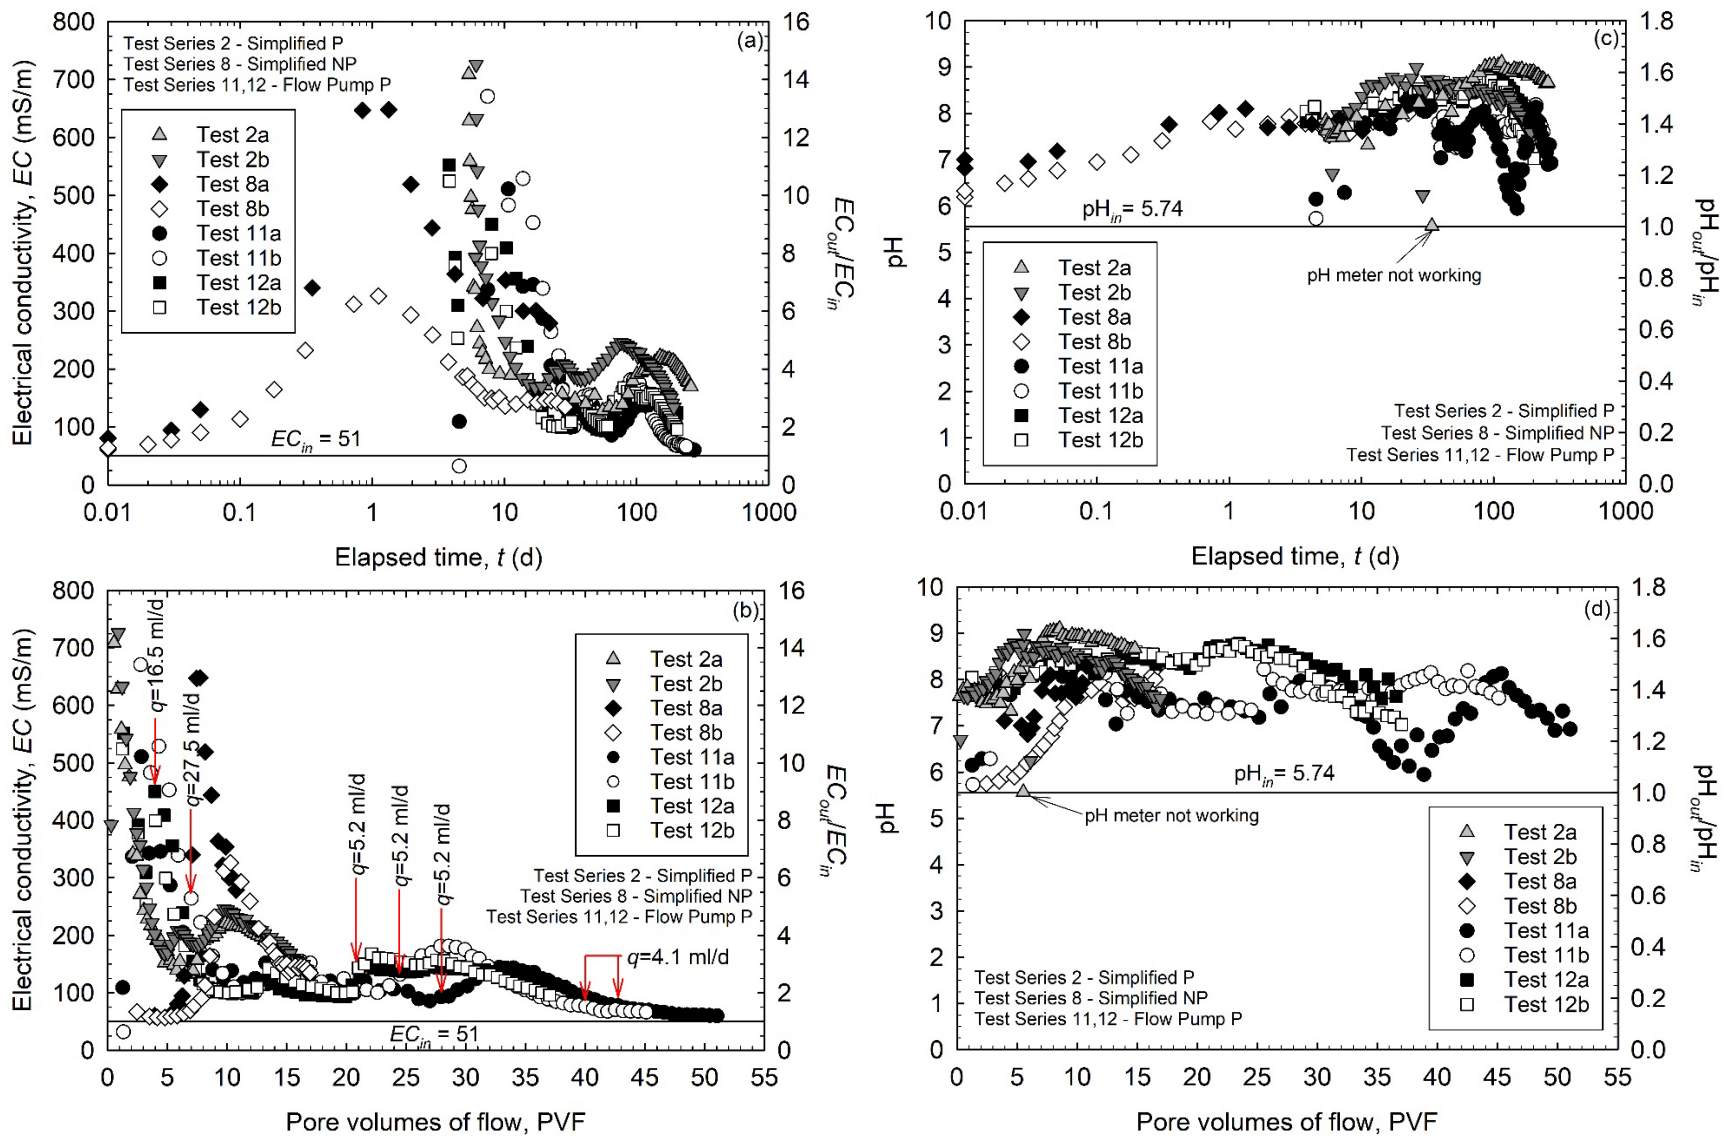 (a)
Test Series 2 - Simplified P
Test Series 8 - Simplified NP
Test Series 11,12 - Flow Pump P
Test 2a
Test 2b
Test 8a
Test 8b
Test 11a
Test 11b
Test 12a
Test 12b
ECin = 51
Electrical conductivity, EC (mS/m)
800
700
600
500
400
300
200
100
0
16
14
12
10
8
6
4
2
0
ECout/ECin
0.01 0.1 1 10 100 1000
Elapsed time, t (d)
(c)
pHin= 5.74
pH meter not working
Test 2a
Test 2b
Test 8a
Test 8b
Test 11a
Test 11b
Test 12a
Test 12b
Test Series 2 - Simplified P
Test Series 8 - Simplified NP
Test Series 11,12 - Flow Pump P
pH
10
9
8
7
6
5
4
3
2
1
0
1.8
1.6
1.4
1.2
1.0
0.8
0.6
0.4
0.2
0.0
pHout/pHin
0.01 0.1 1 10 100 1000
Elapsed time, t (d)
(b)
q=16.5 ml/d
q=27.5 ml/d
q=5.2 ml/d
q=5.2 ml/d
q=5.2 ml/d
q=4.1 ml/d
Test 2a
Test 2b
Test 8a
Test 8b
Test 11a
Test 11b
Test 12a
Test 12b
Test Series 2 - Simplified P
Test Series 8 - Simplified NP
Test Series 11,12 - Flow Pump P
ECin = 51
Electrical conductivity, EC (mS/m)
800
700
600
500
400
300
200
100
0
16
14
12
10
8
6
4
2
0
ECout/ECin
0 5 10 15 20 25 30 35 40 45 50 55
Pore volumes of flow, PVF
(d)
pHin= 5.74
pH meter not working
Test 2a
Test 2b
Test 8a
Test 8b
Test 11a
Test 11b
Test 12a
Test 12b
Test Series 2 - Simplified P
Test Series 8 - Simplified NP
Test Series 11,12 - Flow Pump P
pH
10
9
8
7
6
5
4
3
2
1
0
1.8
1.6
1.4
1.2
1.0
0.8
0.6
0.4
0.2
0.0
pHout/pHin
0 5 10 15 20 25 30 35 40 45 50 55
Pore volumes of flow, PVF